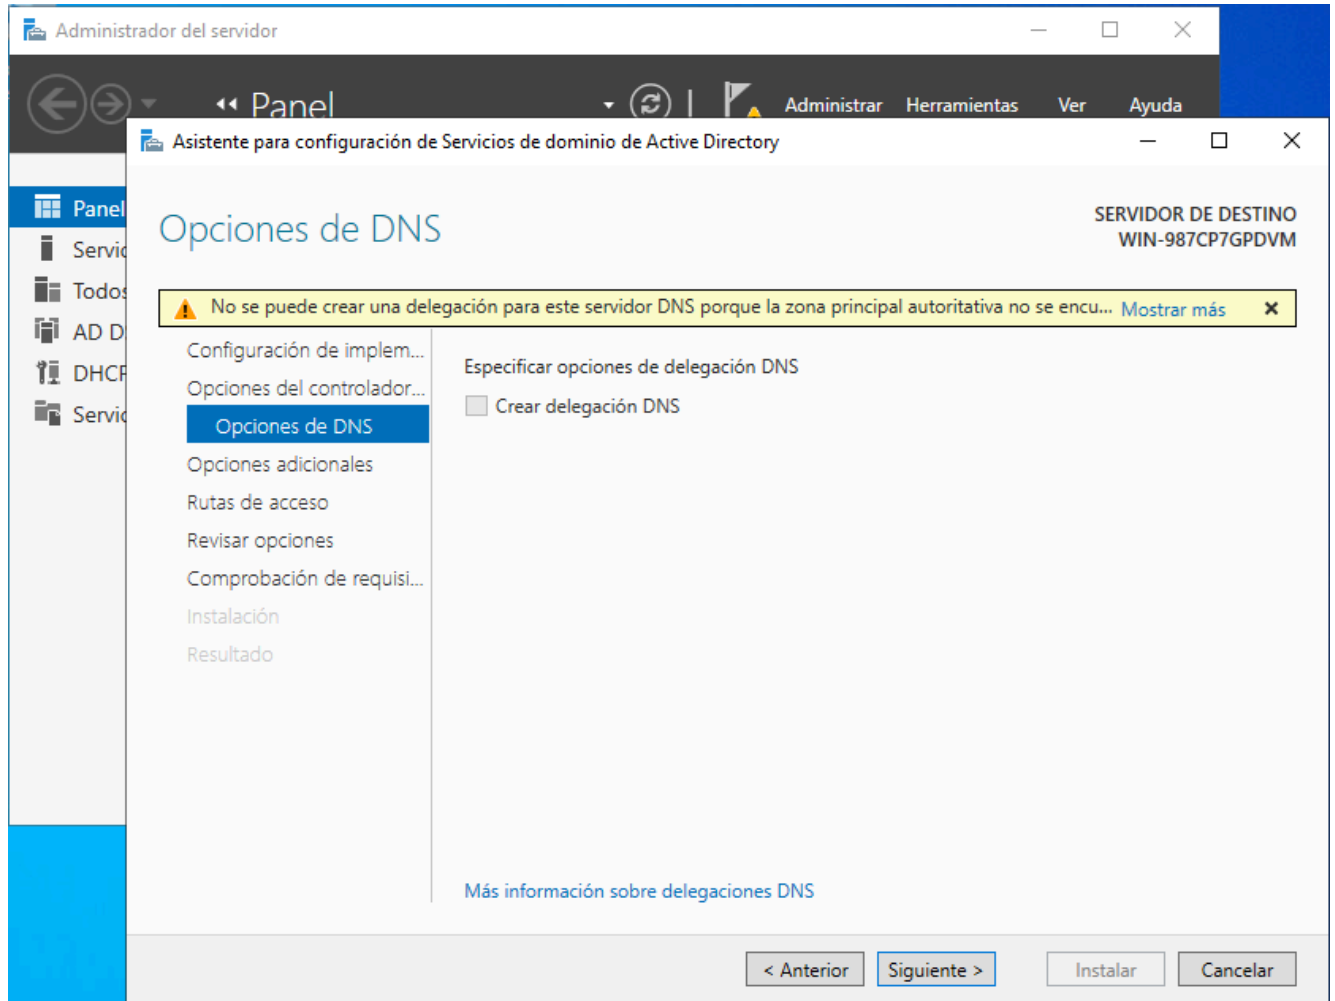 Administrador del servidor
Panel
Administrar Herramientas Ver Ayuda
Asistente para configuración de Servicios de dominio de Active Directory
Panel
Servic
Todos
AD D
DHCP
Servic
Opciones de DNS
SERVIDOR DE DESTINO
WIN-987CP7GPDVM
No se puede crear una delegación para este servidor DNS porque la zona principal autoritativa no se encu... Mostrar más
Configuración de implem...
Opciones del controlador...
Opciones de DNS
Opciones adicionales
Rutas de acceso
Revisar opciones
Comprobación de requisi...
Instalación
Resultado
Especificar opciones de delegación DNS
Crear delegación DNS
Más información sobre delegaciones DNS
< Anterior Siguiente > Instalar Cancelar